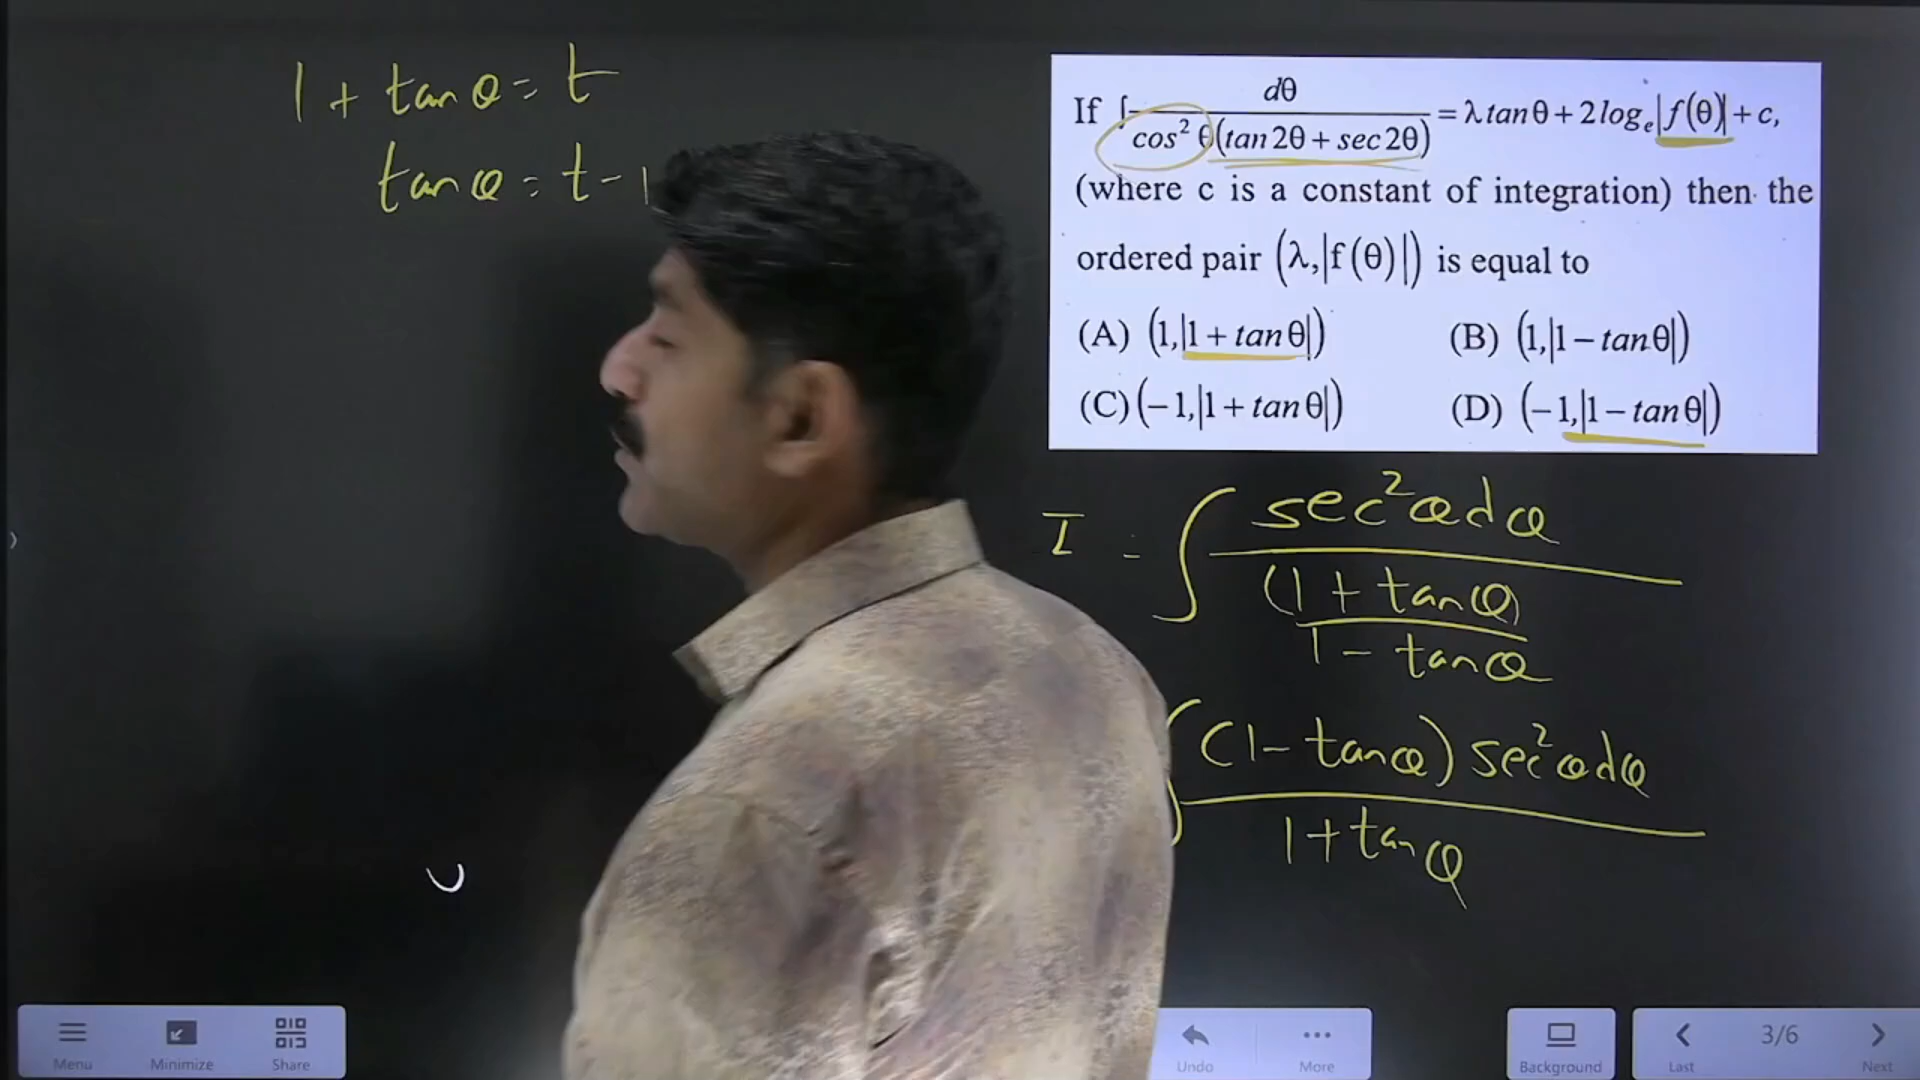 1 + tan θ = t
tan θ = t - 1
If ∫ dθ / cos² θ(tan 2θ + sec 2θ) = λ tan θ + 2 logₑ|f(θ)| + c,
(where c is a constant of integration) then the
ordered pair (λ,|f(θ)|) is equal to
(A) (1,|1 + tan θ|) (B) (1,|1 − tan θ|)
(C) (−1,|1 + tan θ|) (D) (−1,|1 − tan θ|)
I = ∫ sec² θ dθ / ((1 + tan θ) / 1 - tan θ)
∫ (1 - tan θ) sec² θ dθ / 1 + tan θ
Menu Minimize Share Undo More Background Last 3/6 Next